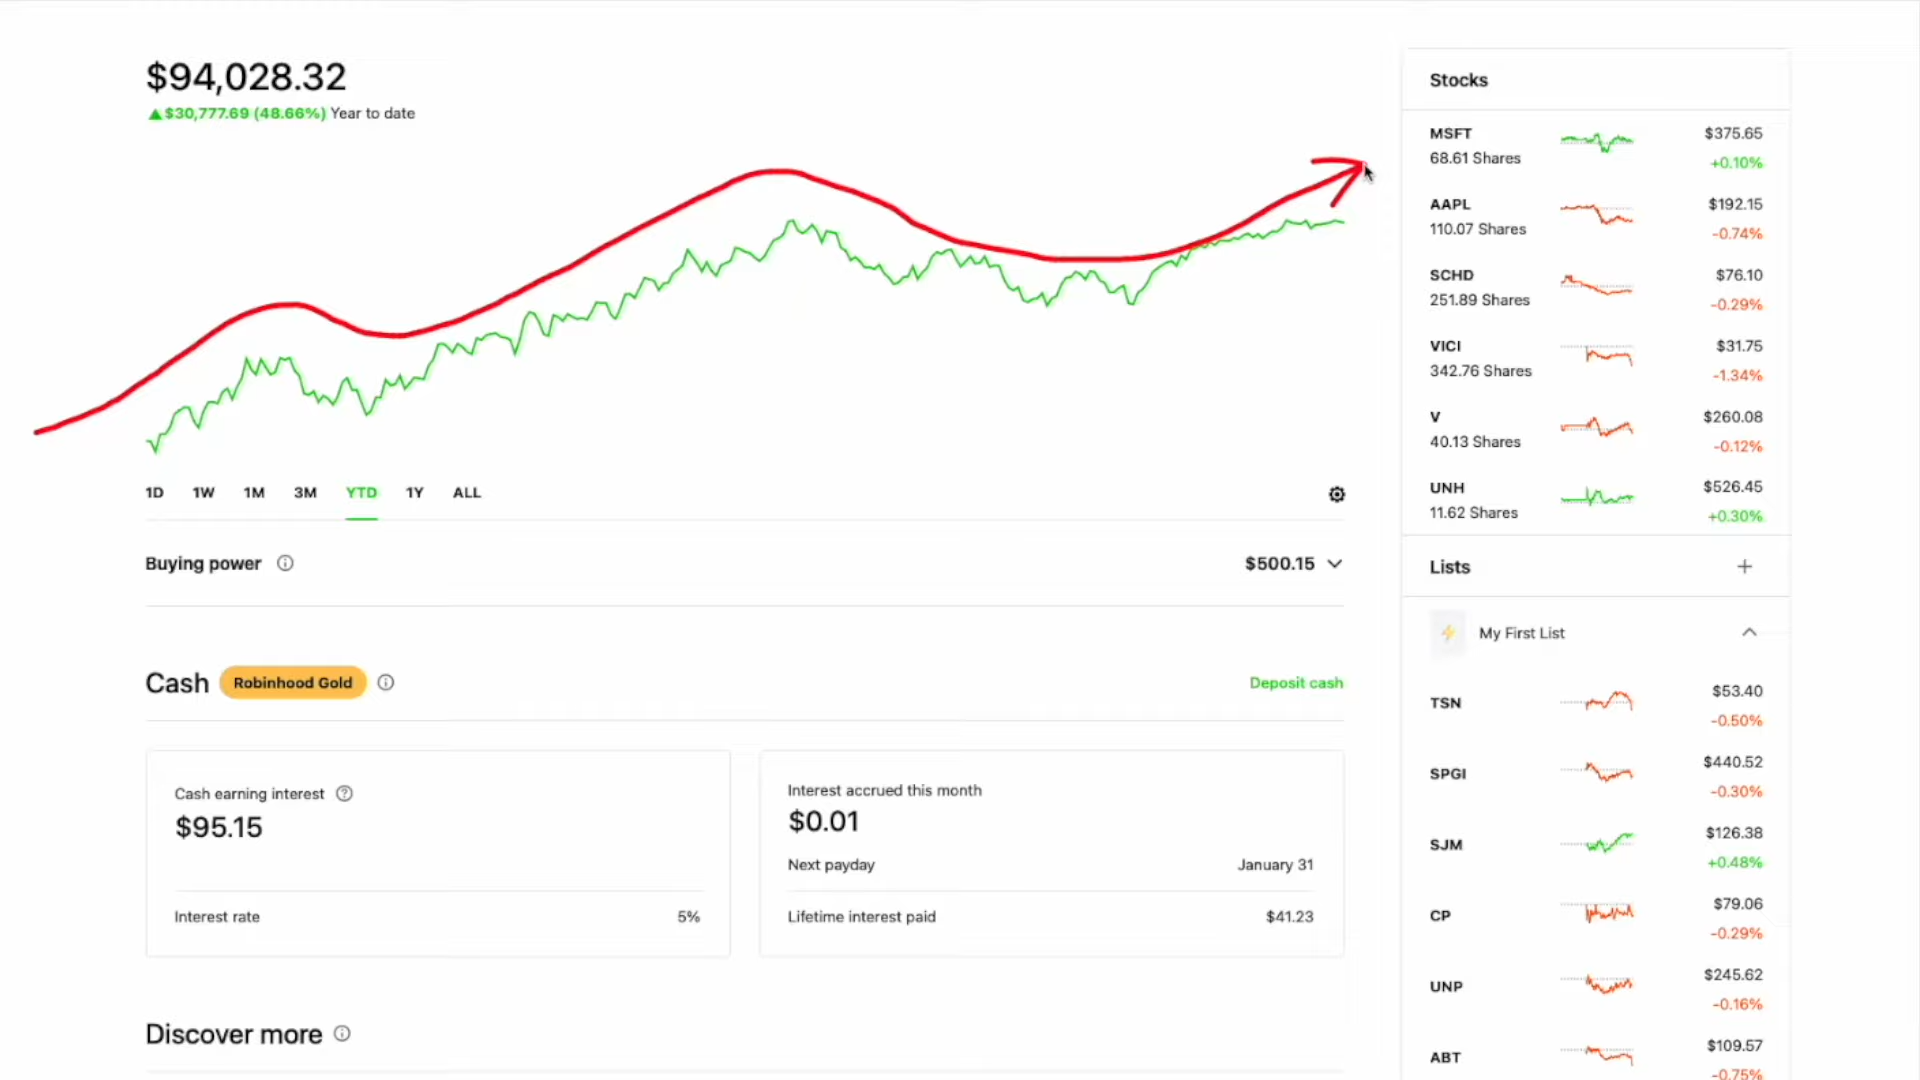 $94,028.32
▲$30,777.69 (48.66%) Year to date
1D 1W 1M 3M YTD 1Y ALL
Buying power $500.15
Cash Robinhood Gold Deposit cash
Cash earning interest
$95.15
Interest rate 5%
Interest accrued this month
$0.01
Next payday January 31
Lifetime interest paid $41.23
Discover more
Stocks
MSFT $375.65
68.61 Shares +0.10%
AAPL $192.15
110.07 Shares -0.74%
SCHD $76.10
251.89 Shares -0.29%
VICI $31.75
342.76 Shares -1.34%
V $260.08
40.13 Shares -0.12%
UNH $526.45
11.62 Shares +0.30%
Lists +
My First List
TSN $53.40
-0.50%
SPGI $440.52
-0.30%
SJM $126.38
+0.48%
CP $79.06
-0.29%
UNP $245.62
-0.16%
ABT $109.57
-0.75%